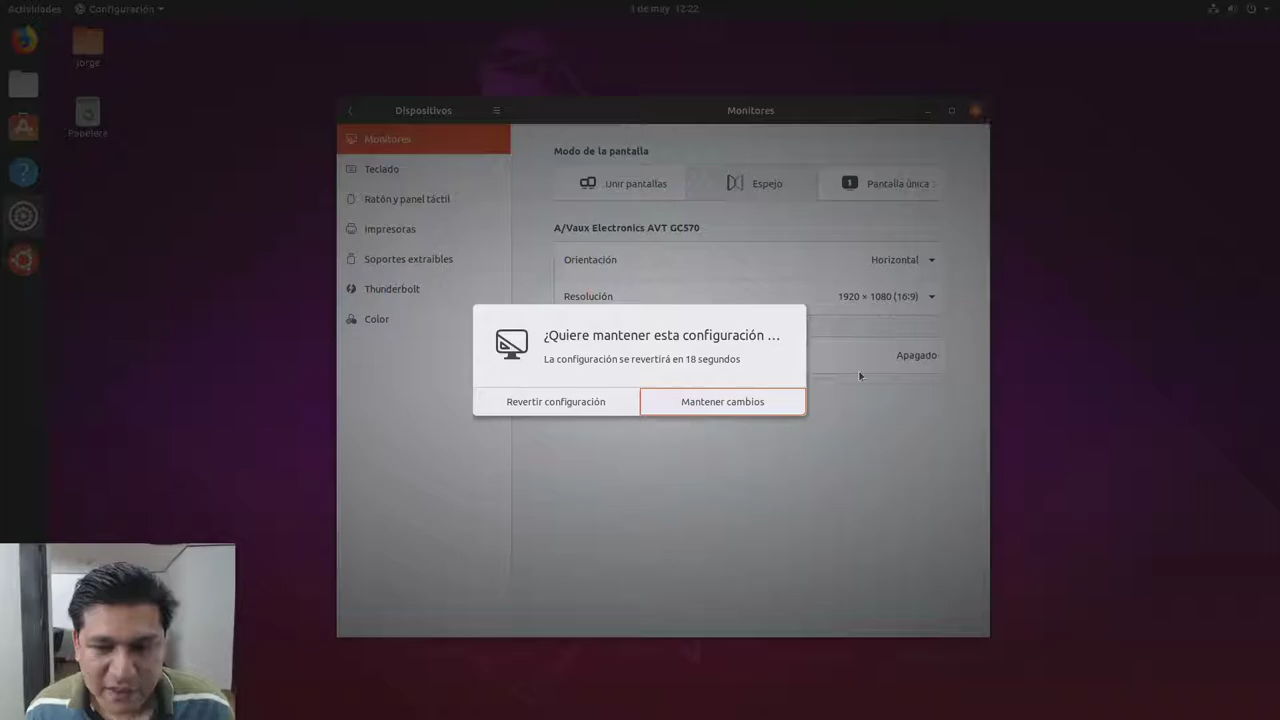 Actividades
Configuración
1 de may 12:22
jorge
Papelera
Dispositivos
Monitores
Monitores
Teclado
Ratón y panel táctil
Impresoras
Soportes extraíbles
Thunderbolt
Color
Modo de la pantalla
Unir pantallas
Espejo
1 Pantalla única
A/Vaux Electronics AVT GC570
Orientación
Horizontal
Resolución
1920 × 1080 (16:9)
Apagado
¿Quiere mantener esta configuración …
La configuración se revertirá en 18 segundos
Revertir configuración
Mantener cambios